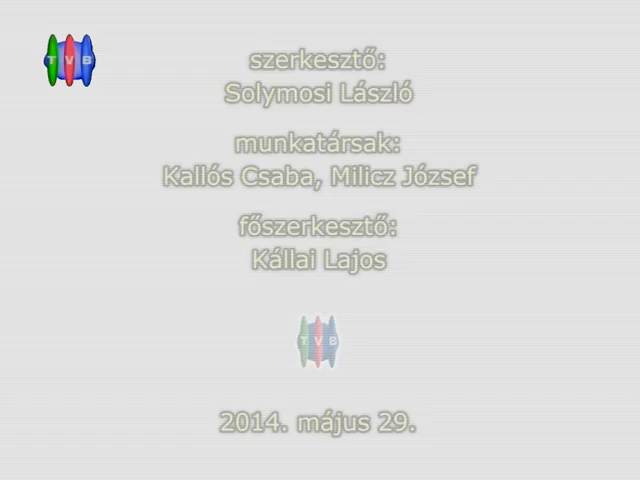 TVB
szerkesztő:
Solymosi László
munkatársak:
Kallós Csaba, Milicz József
főszerkesztő:
Kállai Lajos
TVB
2014. május 29.